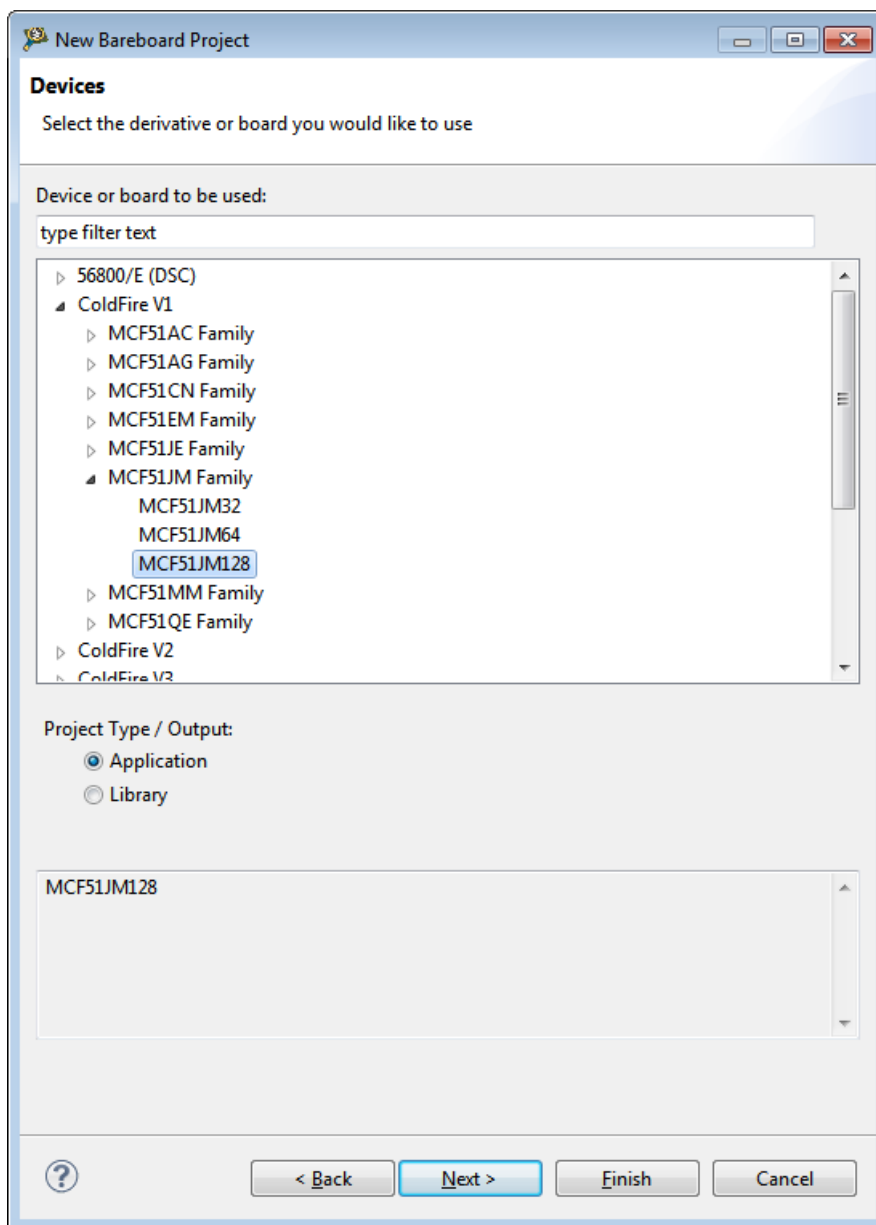 New Bareboard Project
Devices
Select the derivative or board you would like to use
Device or board to be used:
type filter text
56800/E (DSC)
ColdFire V1
MCF51AC Family
MCF51AG Family
MCF51CN Family
MCF51EM Family
MCF51JE Family
MCF51JM Family
MCF51JM32
MCF51JM64
MCF51JM128
MCF51MM Family
MCF51QE Family
ColdFire V2
ColdFire V3
Project Type / Output:
Application
Library
MCF51JM128
? < Back Next > Finish Cancel